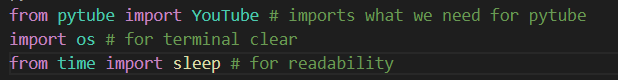 from pytube import YouTube # imports what we need for pytube
import os # for terminal clear
from time import sleep # for readability